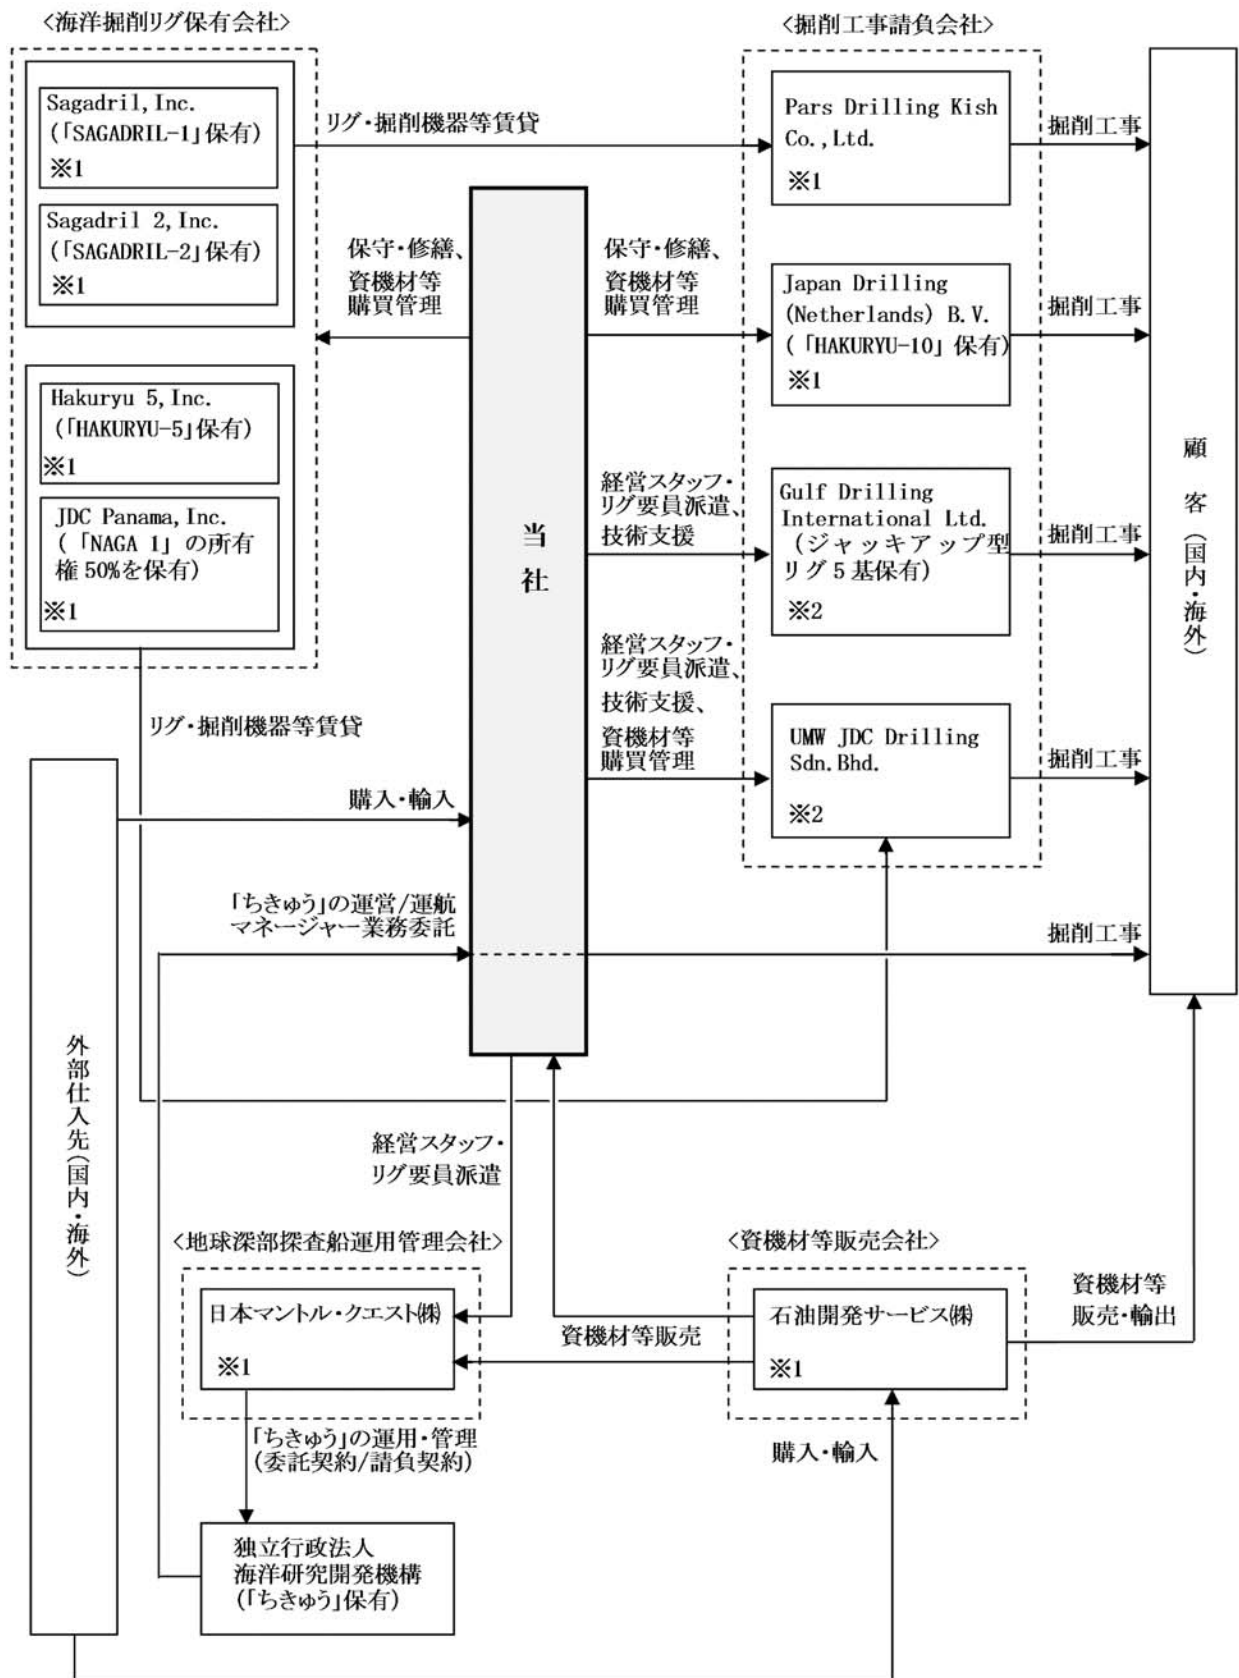 <海洋掘削リグ保有会社>
Sagadril, Inc.
(「SAGADRIL-1」保有)
※1
Sagadril 2, Inc.
(「SAGADRIL-2」保有)
※1
Hakuryu 5, Inc.
(「HAKURYU-5」保有)
※1
JDC Panama, Inc.
(「NAGA 1」の所有
権 50%を保有)
※1
リグ・掘削機器等賃貸
保守・修繕、
資機材等
購買管理
当社
<掘削工事請負会社>
Pars Drilling Kish
Co., Ltd.
※1
保守・修繕、
資機材等
購買管理
Japan Drilling
(Netherlands) B.V.
(「HAKURYU-10」保有)
※1
経営スタッフ・
リグ要員派遣、
技術支援
Gulf Drilling
International Ltd.
(ジャッキアップ型
リグ 5 基保有)
※2
経営スタッフ・
リグ要員派遣、
技術支援、
資機材等
購買管理
UMW JDC Drilling
Sdn.Bhd.
※2
掘削工事
掘削工事
掘削工事
掘削工事
掘削工事
顧客(国内・海外)
リグ・掘削機器等賃貸
購入・輸入
「ちきゅう」の運営/運航
マネージャー業務委託
外部仕入先(国内・海外)
経営スタッフ・
リグ要員派遣
<地球深部探査船運用管理会社>
日本マントル・クエスト㈱
※1
資機材等販売
<資機材等販売会社>
石油開発サービス㈱
※1
資機材等
販売・輸出
「ちきゅう」の運用・管理
(委託契約/請負契約)
購入・輸入
独立行政法人
海洋研究開発機構
(「ちきゅう」保有)